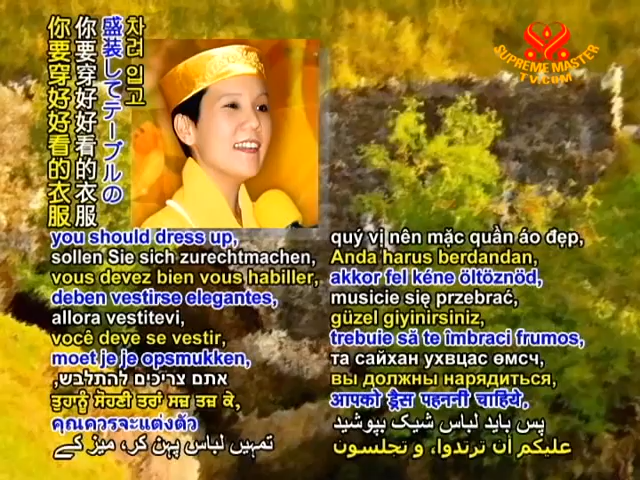 SUPREME MASTER
TV.COM
你要穿好好看的衣服
你要穿好好看的衣服
盛装してテーブルの
차려 입고
you should dress up,
sollen Sie sich zurechtmachen,
vous devez bien vous habiller,
deben vestirse elegantes,
allora vestitevi,
você deve se vestir,
moet je je opsmukken,
אתם צריכים להתלבש,
ਤੁਹਾਨੂੰ ਸੋਹਣੀ ਤਰਾਂ ਸਜ਼ ਤਜ਼ ਕੇ,
คุณควรจะแต่งตัว
تمہیں لباس پہن کر، میز کے
quý vị nên mặc quần áo đẹp,
Anda harus berdandan,
akkor fel kéne öltöznöd,
musicie się przebrać,
güzel giyinirsiniz,
trebuie să te îmbraci frumos,
та сайхан ухвцас өмсч,
вы должны нарядиться,
आपको ड्रैस पहननी चाहिये,
پس باید لباس شیک بپوشید
عليكم أن ترتدوا، و تجلسون